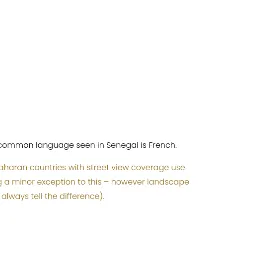 common language seen in Senegal is French.
aharan countries with street view coverage use
g a minor exception to this – however landscape
always tell the difference).